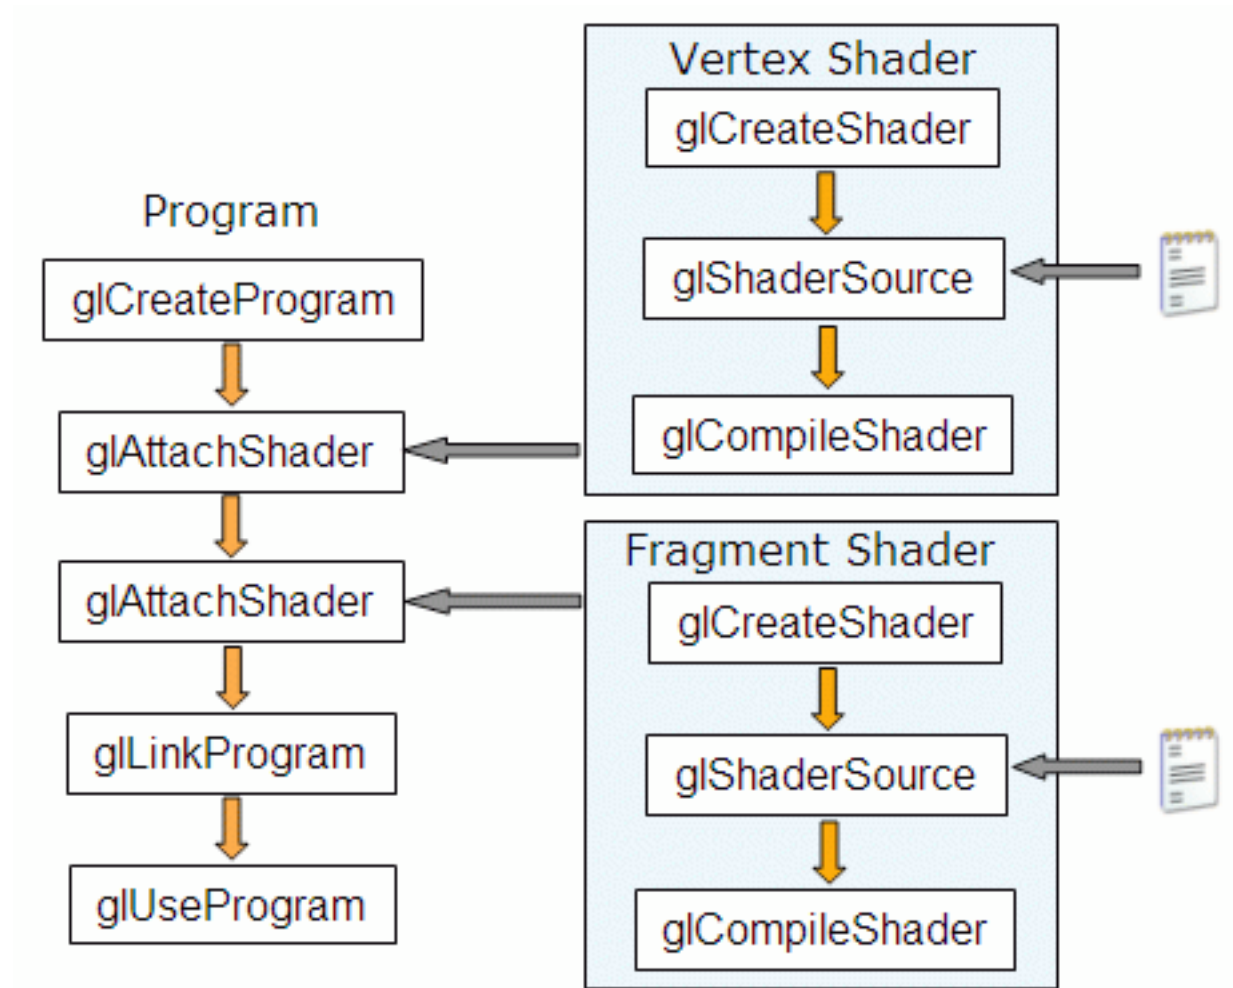 Program
glCreateProgram
glAttachShader
glAttachShader
glLinkProgram
glUseProgram
Vertex Shader
glCreateShader
glShaderSource
glCompileShader
Fragment Shader
glCreateShader
glShaderSource
glCompileShader